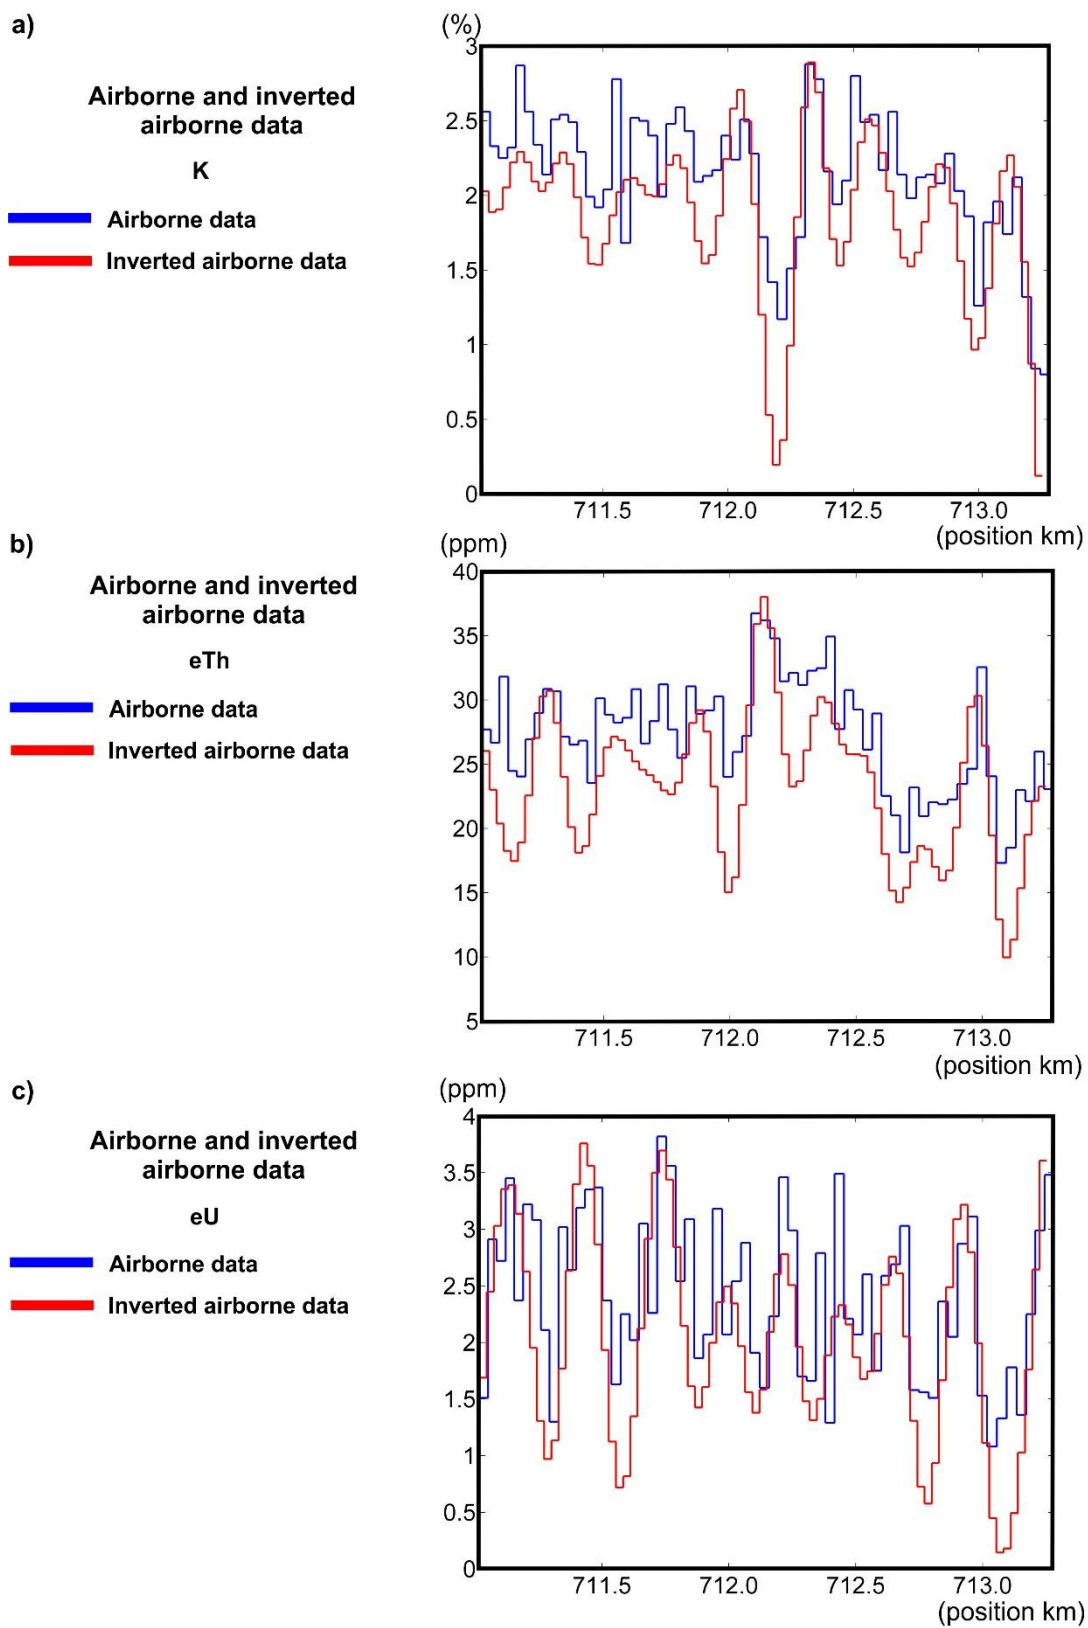 a)
Airborne and inverted
airborne data
K
Airborne data
Inverted airborne data
(%)
3
2.5
2
1.5
1
0.5
0
711.5 712.0 712.5 713.0
(position km)
b)
Airborne and inverted
airborne data
eTh
Airborne data
Inverted airborne data
(ppm)
40
35
30
25
20
15
10
5
711.5 712.0 712.5 713.0
(position km)
c)
Airborne and inverted
airborne data
eU
Airborne data
Inverted airborne data
(ppm)
4
3.5
3
2.5
2
1.5
1
0.5
0
711.5 712.0 712.5 713.0
(position km)